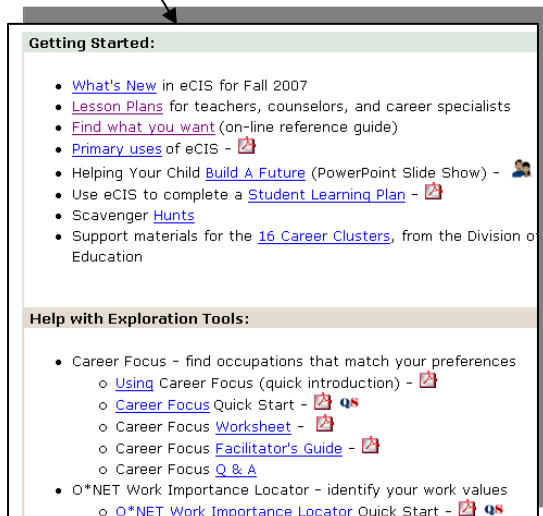 Getting Started:
What's New in eCIS for Fall 2007
Lesson Plans for teachers, counselors, and career specialists
Find what you want (on-line reference guide)
Primary uses of eCIS -
Helping Your Child Build A Future (PowerPoint Slide Show) -
Use eCIS to complete a Student Learning Plan -
Scavenger Hunts
Support materials for the 16 Career Clusters, from the Division o
Education
Help with Exploration Tools:
Career Focus - find occupations that match your preferences
Using Career Focus (quick introduction) -
Career Focus Quick Start - QS
Career Focus Worksheet -
Career Focus Facilitator's Guide -
Career Focus Q & A
O*NET Work Importance Locator - identify your work values
O*NET Work Importance Locator Quick Start - QS